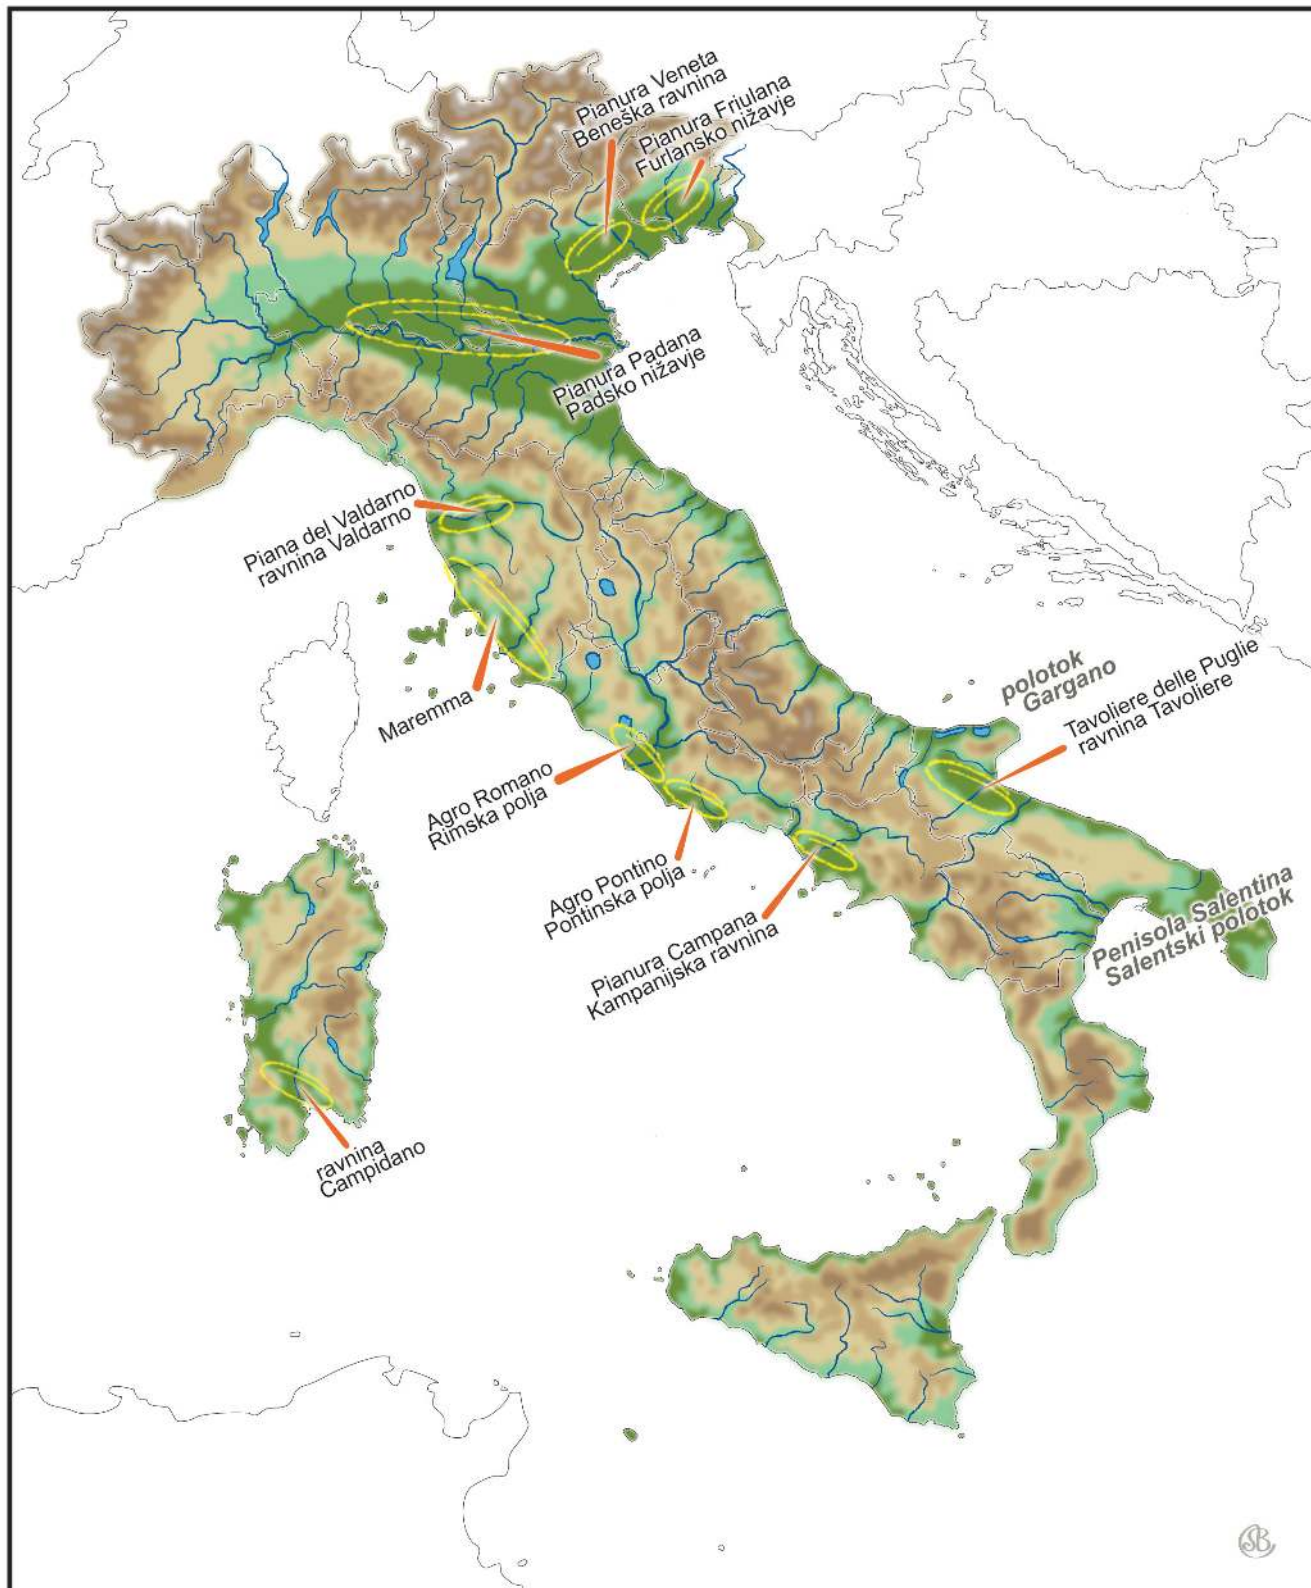 Pianura Veneta
Beneška ravnina
Pianura Friulana
Furlansko nižavje
Pianura Padana
Padsko nižavje
Piana del Valdarno
ravnina Valdarno
Maremma
polotok
Gargano
Tavoliere delle Puglie
ravnina Tavoliere
Agro Romano
Rimska polja
Agro Pontino
Pontinska polja
Pianura Campana
Kampanijska ravnina
Penisola Salentina
Salentski polotok
ravnina
Campidano
SB